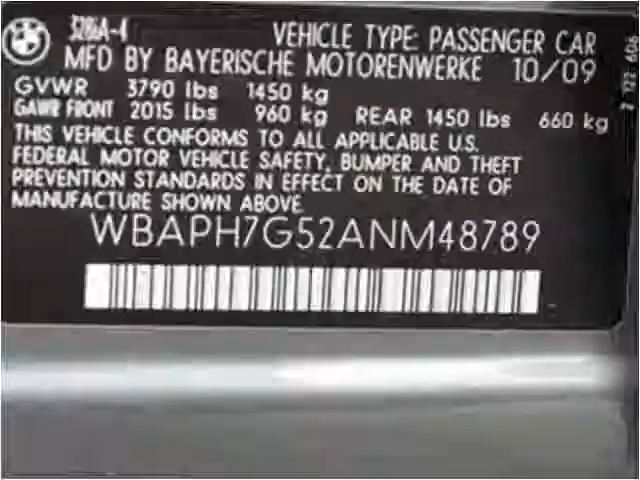 VEHICLE TYPE: PASSENGER CAR
MFD BY BAYERISCHE MOTORENWERKE 10/09
GVWR 3790 lbs 1450 kg
GAWR FRONT 2015 lbs 960 kg REAR 1450 lbs 660 kg
THIS VEHICLE CONFORMS TO ALL APPLICABLE U.S.
FEDERAL MOTOR VEHICLE SAFETY, BUMPER AND THEFT
PREVENTION STANDARDS IN EFFECT ON THE DATE OF
MANUFACTURE SHOWN ABOVE.
WBAPH7G52ANM48789